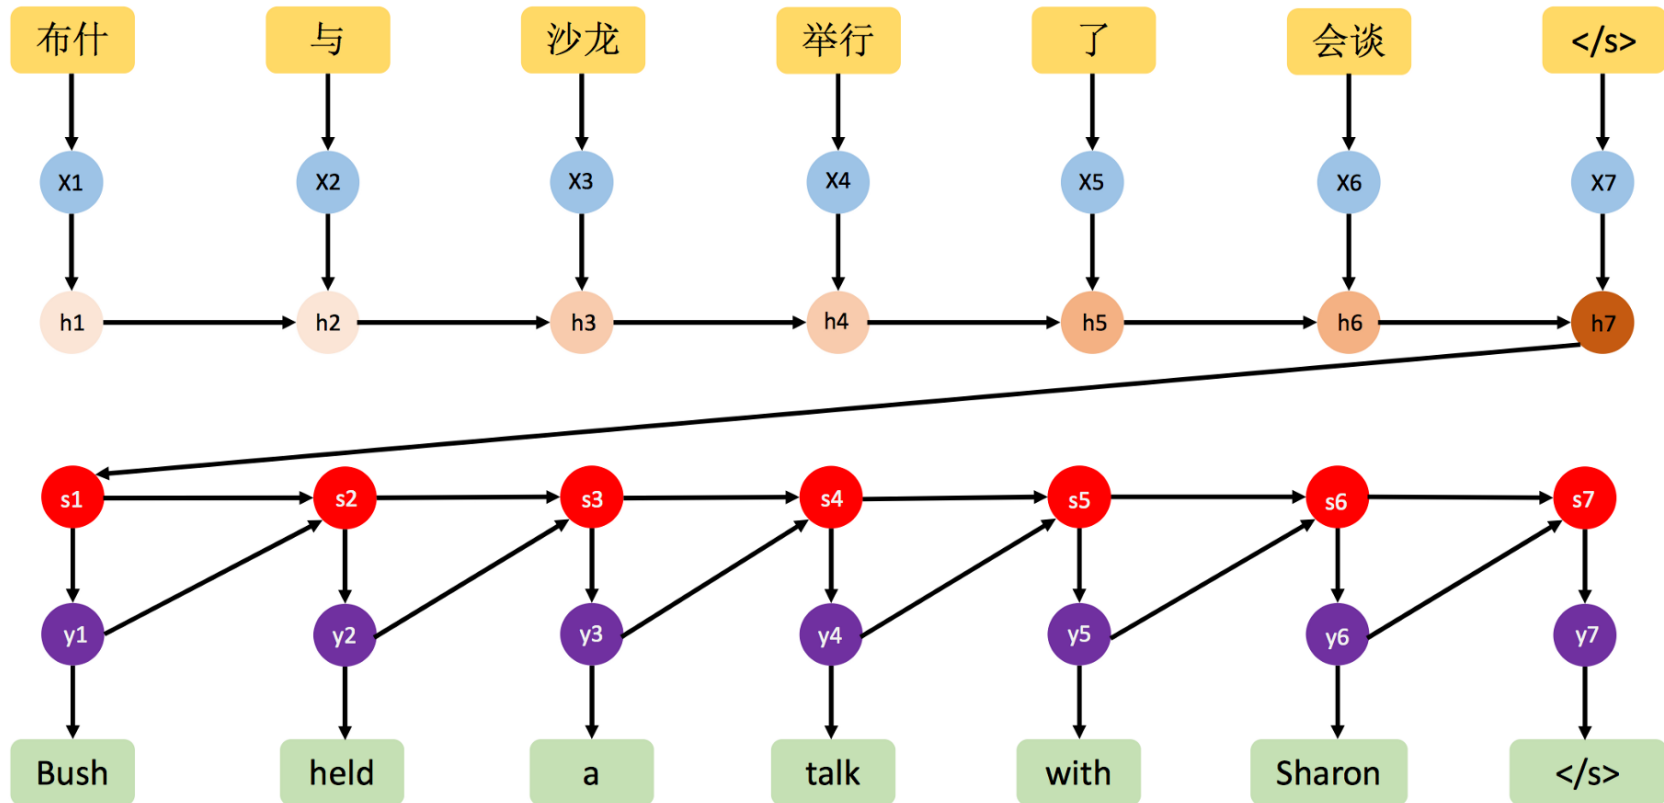 布什 与 沙龙 举行 了 会谈 </s>
X1 X2 X3 X4 X5 X6 X7
h1 h2 h3 h4 h5 h6 h7
s1 s2 s3 s4 s5 s6 s7
y1 y2 y3 y4 y5 y6 y7
Bush held a talk with Sharon </s>